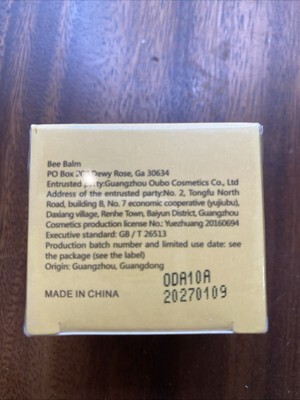 Bee Balm
PO Box Dewy Rose, Ga 30634
Entrusted party:Guangzhou Oubo Cosmetics Co., Ltd
Address of the entrusted party:No. 2, Tongfu North
Road, building 8, No. 7 economic cooperative (yujiubu),
Daxiang village, Renhe Town, Baiyun District, Guangzhou
Cosmetics production license No.: Yuezhuang 20160694
Executive standard: GB / T 26513
Production batch number and limited use date: see
the package (see the label)
Origin: Guangzhou, Guangdong
ODA10A
MADE IN CHINA 20270109